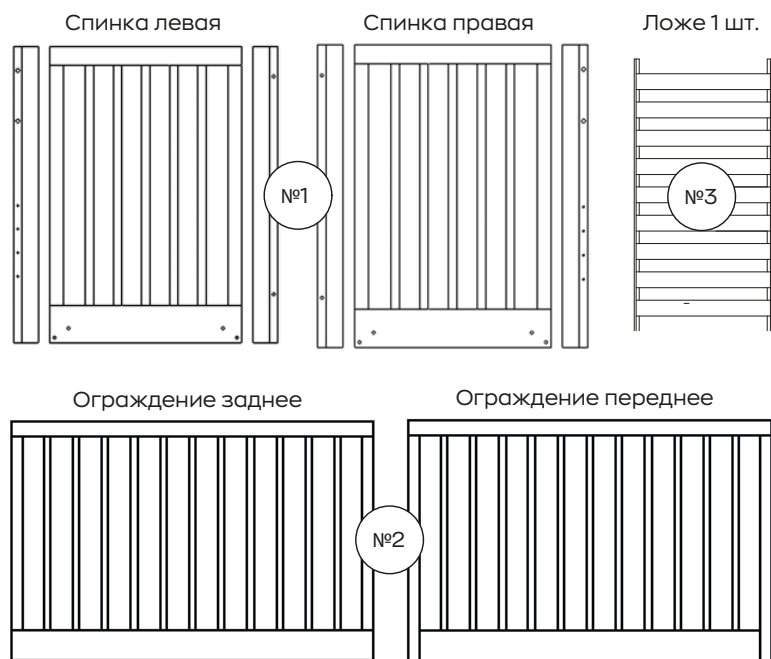 Спинка левая
Спинка правая
Ложе 1 шт.
№1
№3
Ограждение заднее
Ограждение переднее
№2